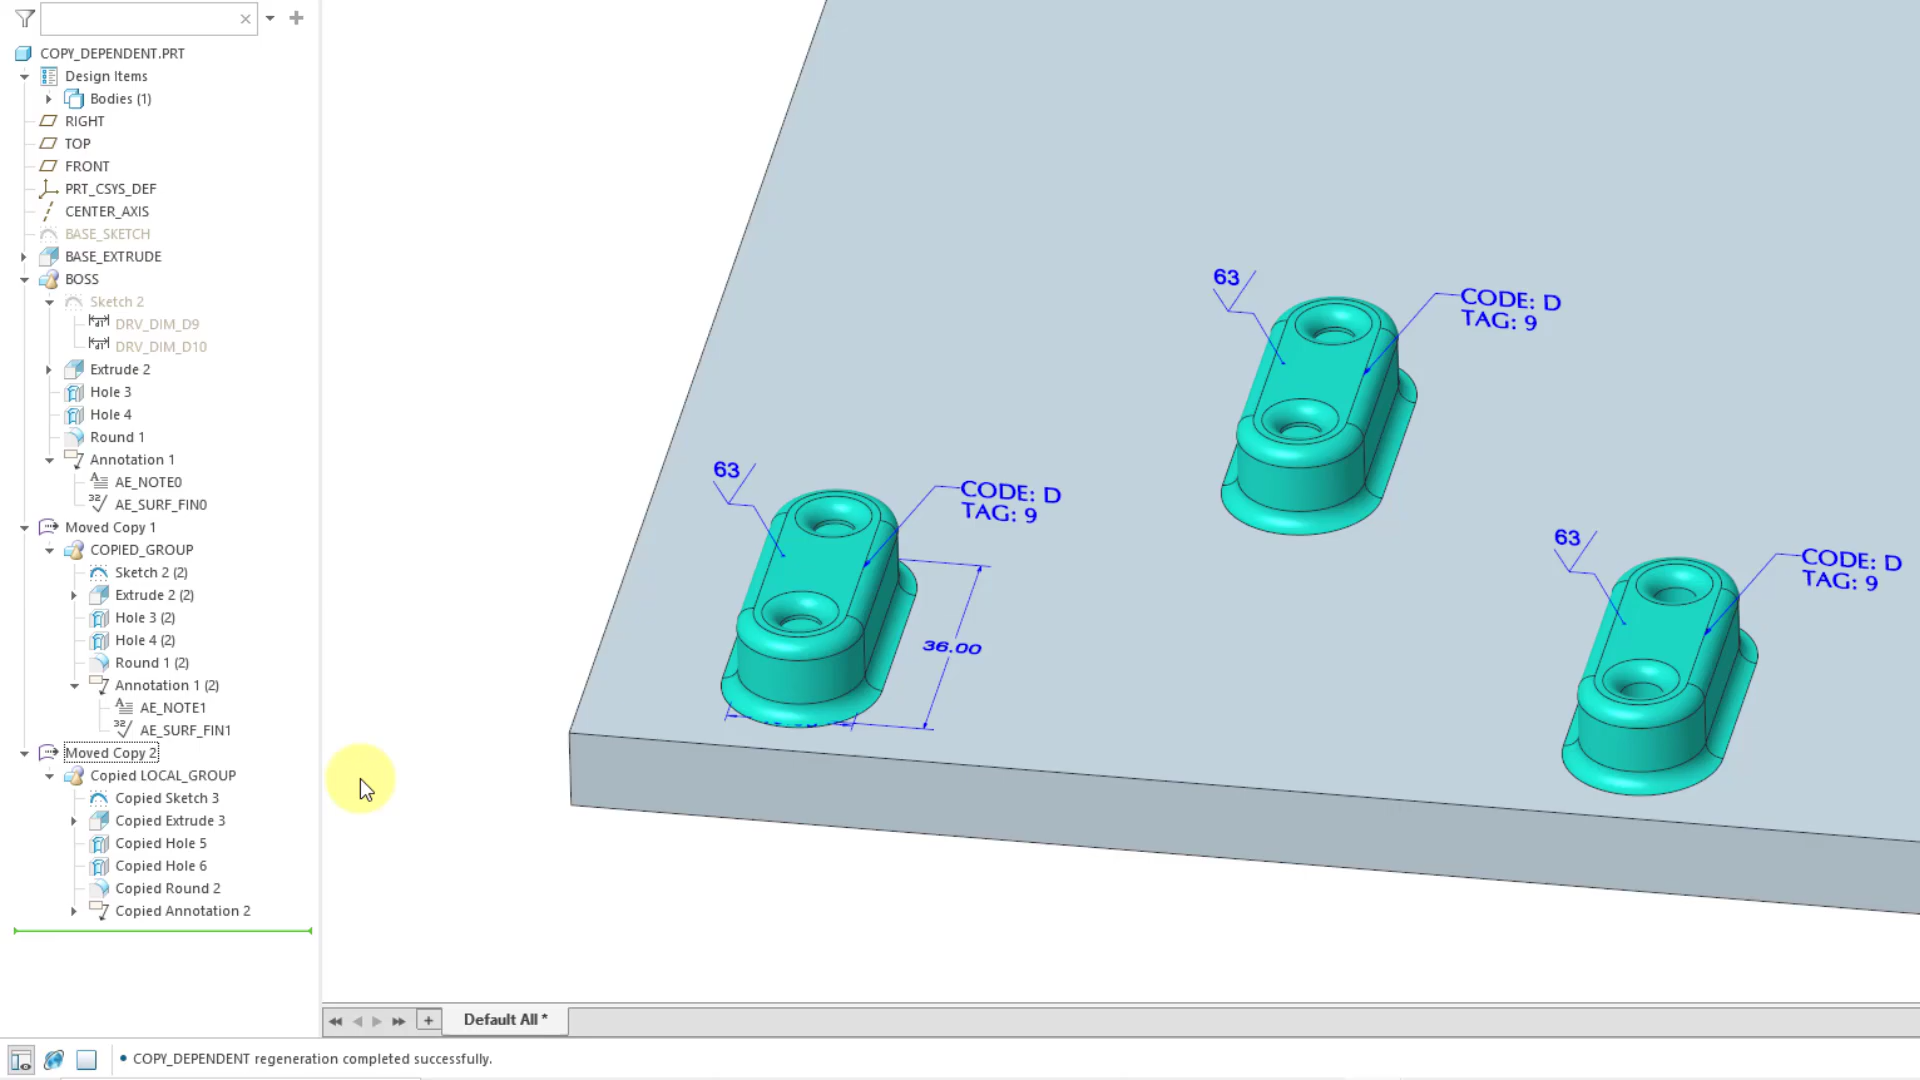 COPY_DEPENDENT.PRT
Design Items
Bodies (1)
RIGHT
TOP
FRONT
PRT_CSYS_DEF
CENTER_AXIS
BASE_SKETCH
BASE_EXTRUDE
BOSS
Sketch 2
DRV_DIM_D9
DRV_DIM_D10
Extrude 2
Hole 3
Hole 4
Round 1
Annotation 1
AE_NOTE0
AE_SURF_FIN0
Moved Copy 1
COPIED_GROUP
Sketch 2 (2)
Extrude 2 (2)
Hole 3 (2)
Hole 4 (2)
Round 1 (2)
Annotation 1 (2)
AE_NOTE1
AE_SURF_FIN1
Moved Copy 2
Copied LOCAL_GROUP
Copied Sketch 3
Copied Extrude 3
Copied Hole 5
Copied Hole 6
Copied Round 2
Copied Annotation 2
63
CODE: D
TAG: 9
63
CODE: D
TAG: 9
36.00
63
CODE: D
TAG: 9
Default All *
COPY_DEPENDENT regeneration completed successfully.